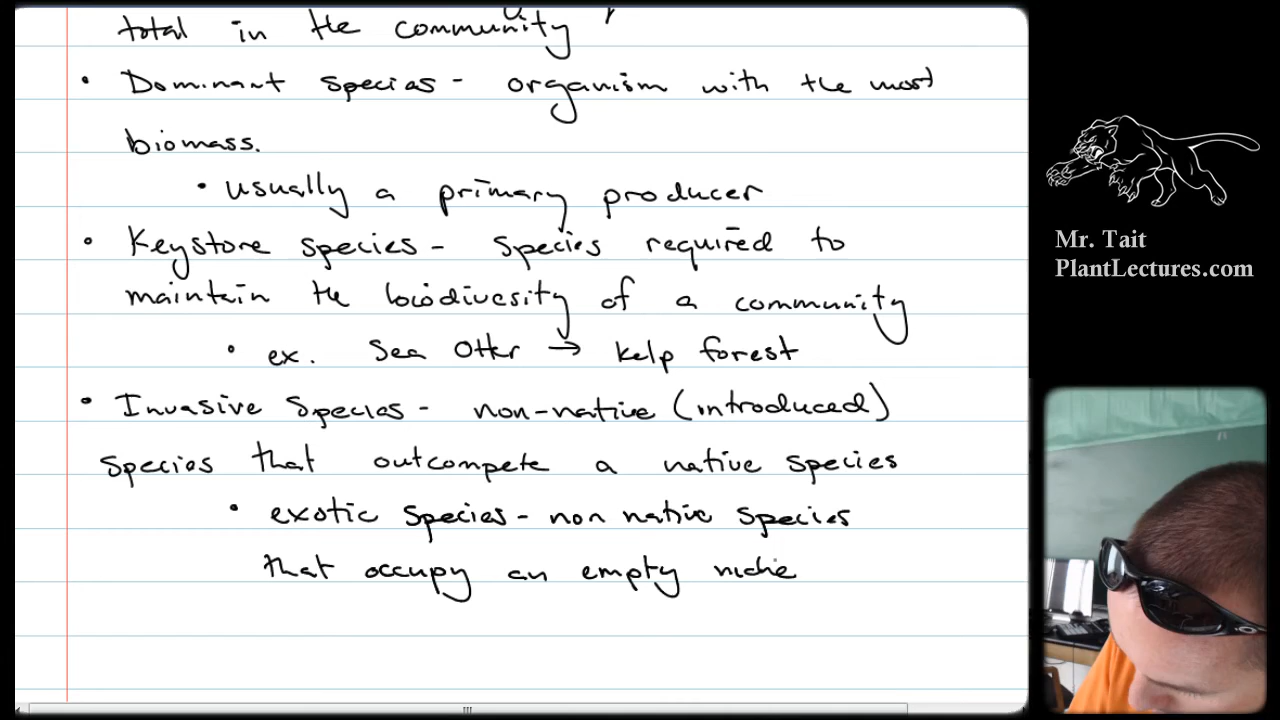 total in the community
• Dominant Species - organism with the most
biomass.
• usually a primary producer
• Keystone species - Species required to
maintain the biodiversity of a community
• ex. Sea Otter → kelp forest
• Invasive Species - non-native (introduced)
species that outcompete a native species
• exotic species - non native species
that occupy an empty niche
Mr. Tait
PlantLectures.com